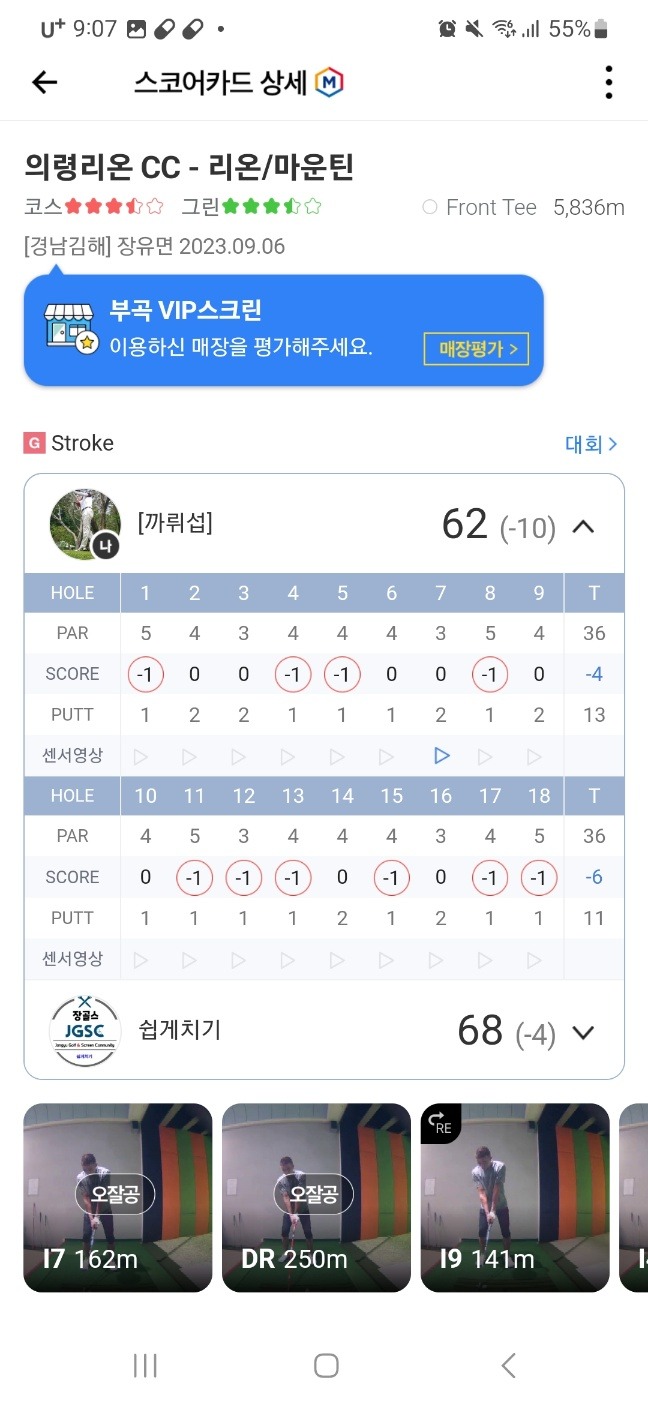 U+ 9:07 55%
스코어카드 상세 M
의령리온 CC - 리온/마운틴
코스 그린 Front Tee 5,836m
[경남김해] 장유면 2023.09.06
부곡 VIP스크린
이용하신 매장을 평가해주세요.
매장평가 >
G Stroke 대회 >
나
[까뤼섭] 62 (-10)
HOLE 1 2 3 4 5 6 7 8 9 T
PAR 5 4 3 4 4 4 3 5 4 36
SCORE -1 0 0 -1 -1 0 0 -1 0 -4
PUTT 1 2 2 1 1 1 2 1 2 13
센서영상
HOLE 10 11 12 13 14 15 16 17 18 T
PAR 4 5 3 4 4 4 3 4 5 36
SCORE 0 -1 -1 -1 0 -1 0 -1 -1 -6
PUTT 1 1 1 1 2 1 2 1 1 11
센서영상
장골스
JGSC
쉽게치기
쉽게치기 68 (-4)
RE
오잘공 오잘공
I7 162m DR 250m I9 141m